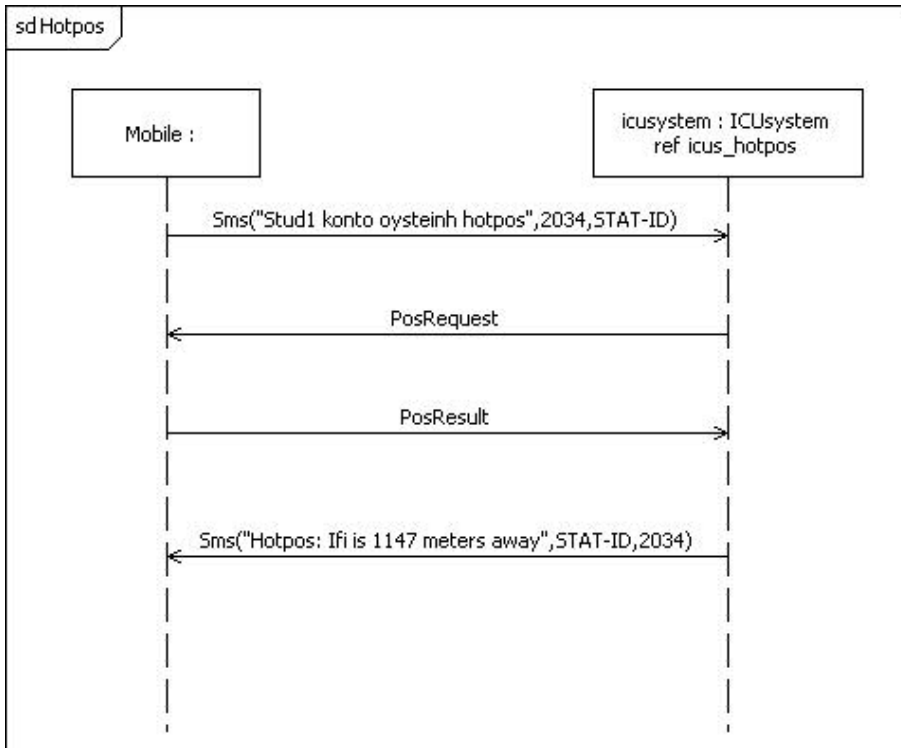 sd Hotpos
Mobile :
icusystem : ICUsystem
ref icus_hotpos
Sms("Stud1 konto oysteinh hotpos",2034,STAT-ID)
PosRequest
PosResult
Sms("Hotpos: Ifi is 1147 meters away",STAT-ID,2034)